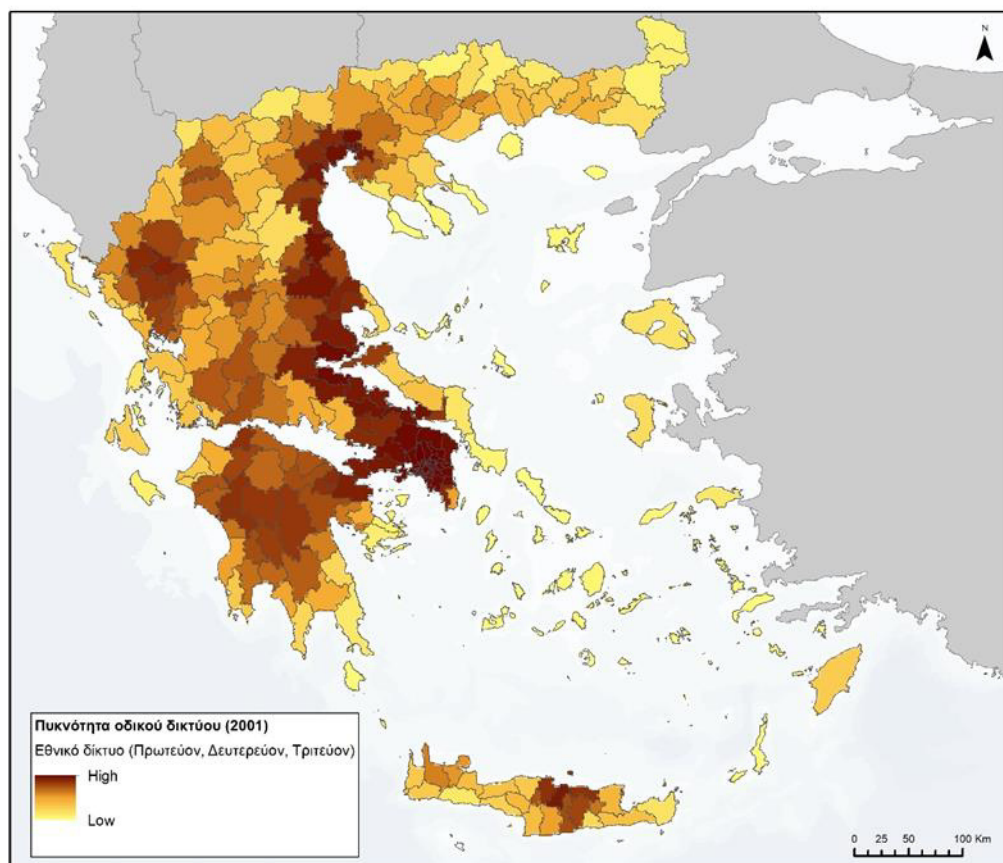 N
Πυκνότητα οδικού δικτύου (2001)
Εθνικό δίκτυο (Πρωτεύον, Δευτερεύον, Τριτεύον)
High
Low
0 25 50 100 Km